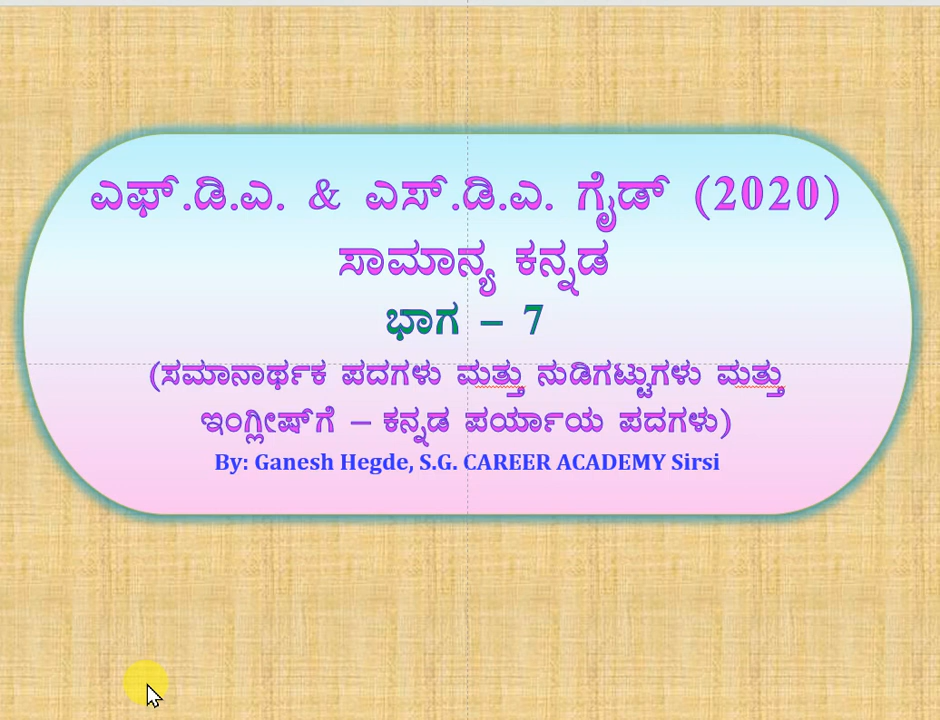 ಎಫ್.ಡಿ.ಎ. & ಎಸ್.ಡಿ.ಎ. ಗೈಡ್ (2020)
ಸಾಮಾನ್ಯ ಕನ್ನಡ
ಭಾಗ – 7
(ಸಮಾನಾರ್ಥಕ ಪದಗಳು ಮತ್ತು ನುಡಿಗಟ್ಟುಗಳು ಮತ್ತು
ಇಂಗ್ಲೀಷ್‌ಗೆ – ಕನ್ನಡ ಪರ್ಯಾಯ ಪದಗಳು)
By: Ganesh Hegde, S.G. CAREER ACADEMY Sirsi